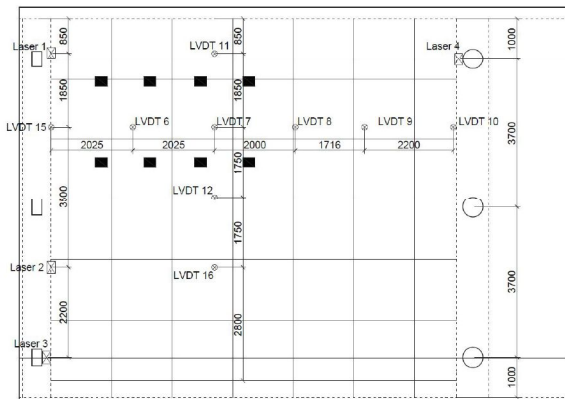 850
850
1000
Laser 1
LVDT 11
Laser 4
1850
1850
LVDT 15
LVDT 6
LVDT 7
LVDT 8
LVDT 9
LVDT 10
3700
2025
2025
2000
1716
2200
1750
LVDT 12
1750
Laser 2
LVDT 16
3700
2200
2800
Laser 3
1000